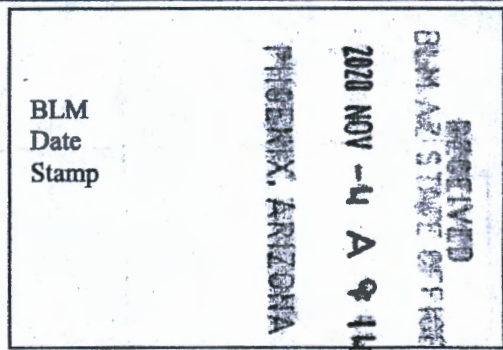 BLM
Date
Stamp
RECEIVED
BLM AZ STATE OFFICE
2020 NOV -4 A 9 14
PHOENIX, ARIZONA